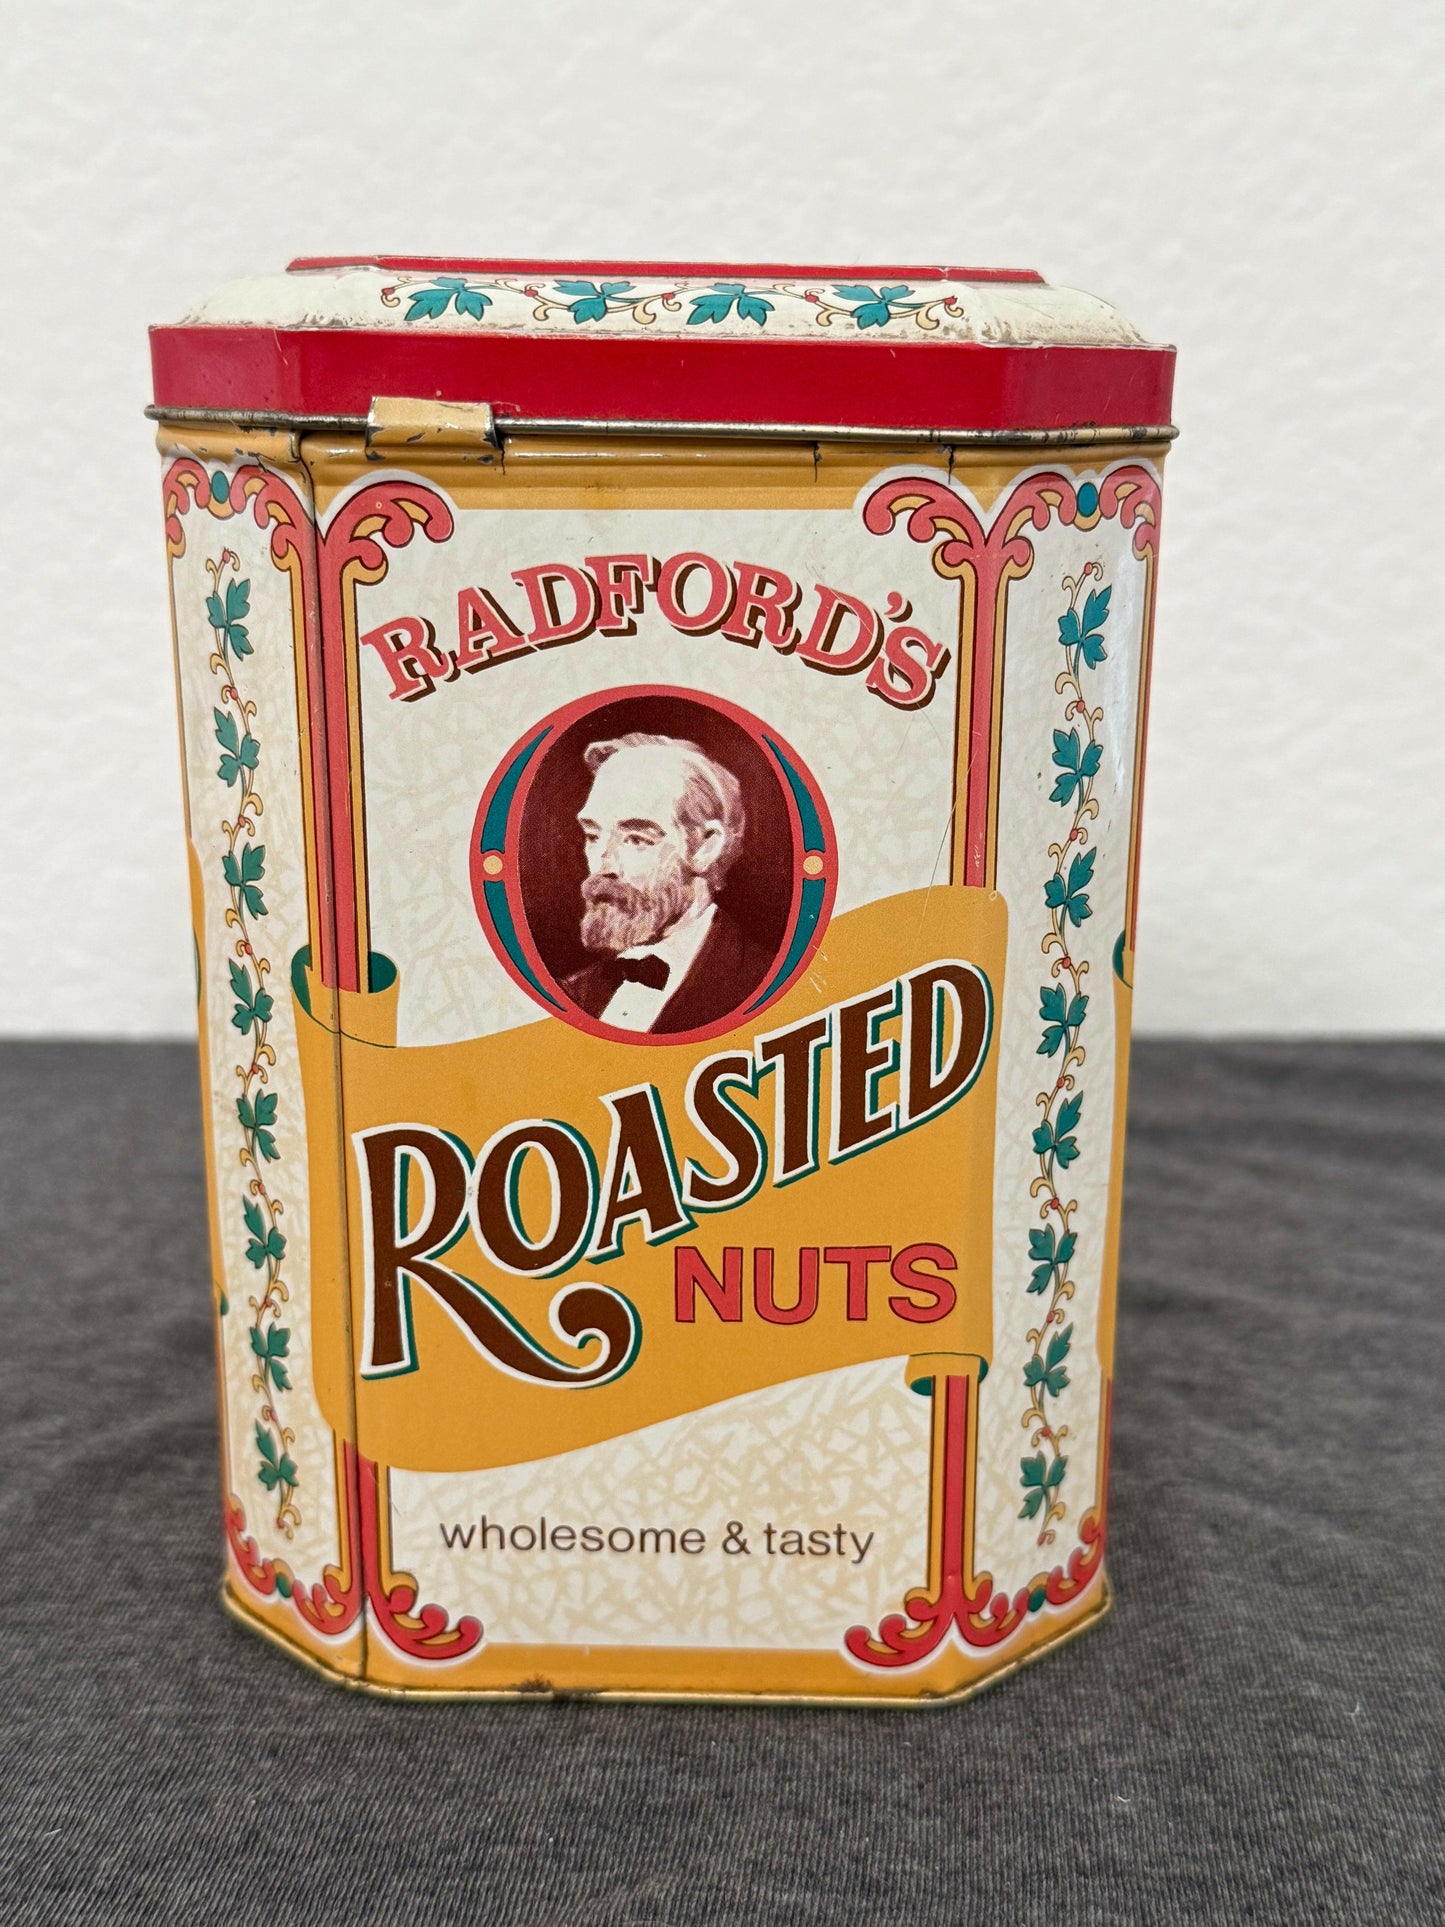 RADFORD'S
ROASTED
NUTS
wholesome & tasty